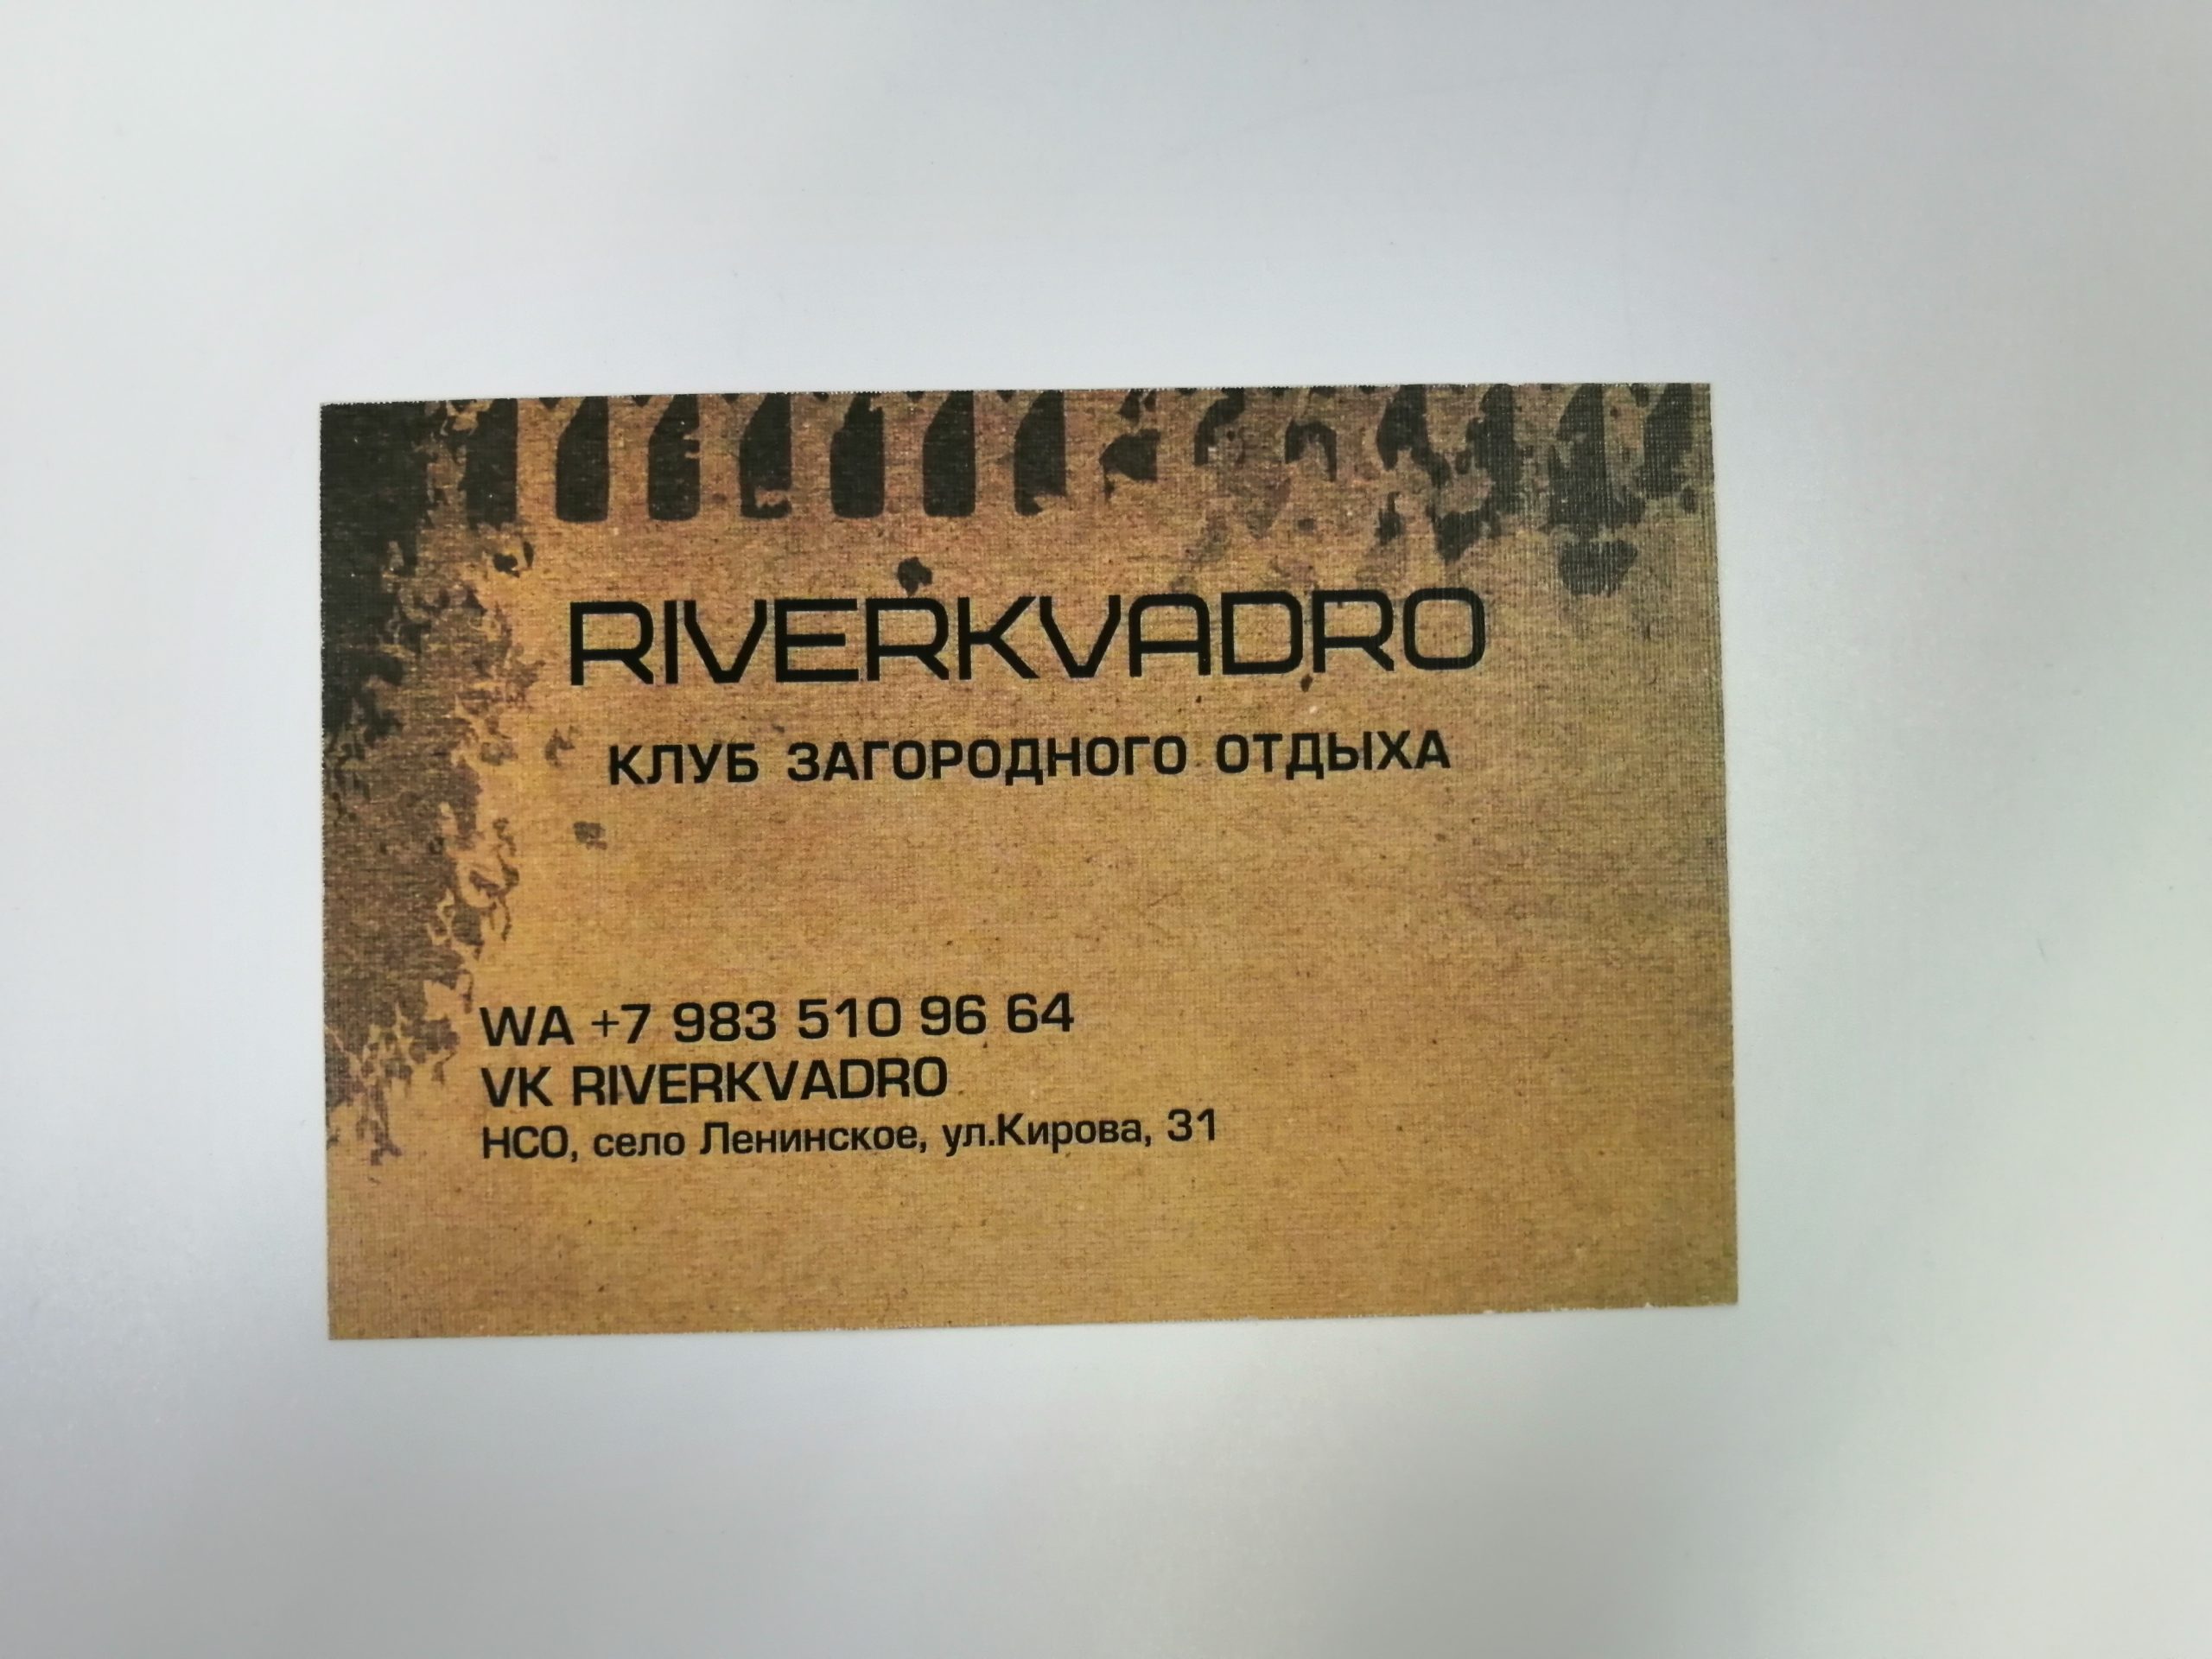 RIVERKVADRO
КЛУБ ЗАГОРОДНОГО ОТДЫХА
WA +7 983 510 96 64
VK RIVERKVADRO
НСО, село Ленинское, ул.Кирова, 31